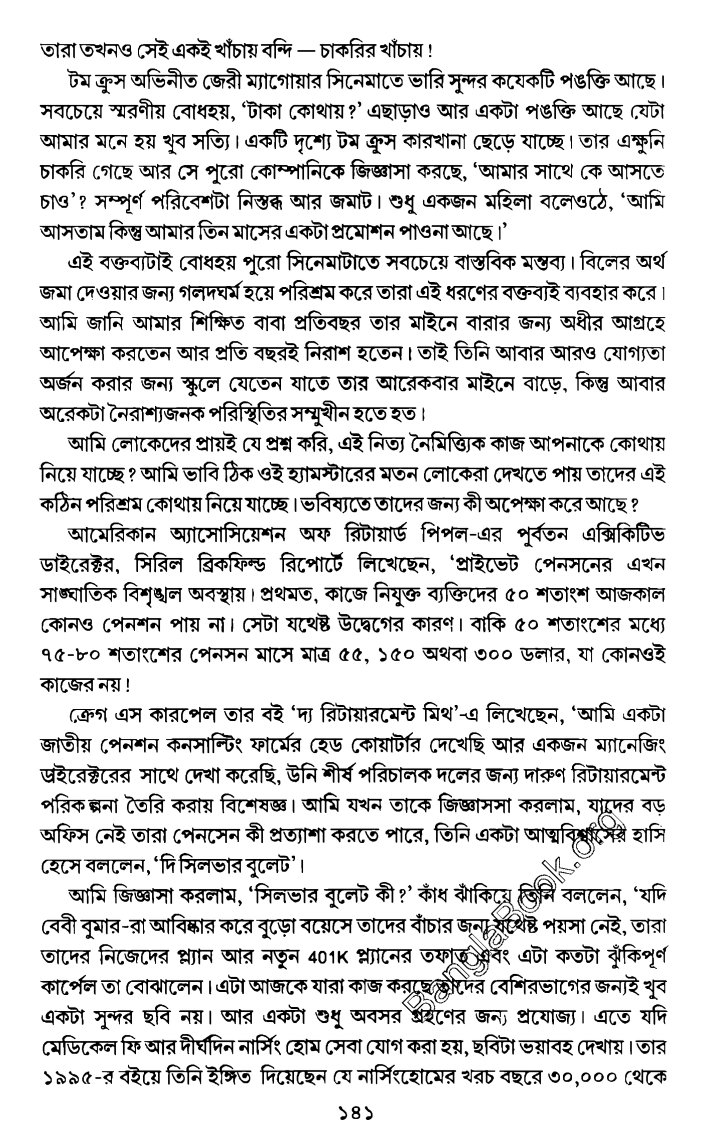 তারা তখনও সেই একই খাঁচায় বন্দি — চাকরির খাঁচায়!
টম ক্রুস অভিনীত জেরী ম্যাগোয়ার সিনেমাতে ভারি সুন্দর কযেকটি পঙক্তি আছে।
সবচেয়ে স্মরণীয় বোধহয়, ‘টাকা কোথায়?’ এছাড়াও আর একটা পঙক্তি আছে যেটা
আমার মনে হয় খুব সত্যি। একটি দৃশ্যে টম ক্রুস কারখানা ছেড়ে যাচ্ছে। তার এক্ষুনি
চাকরি গেছে আর সে পুরো কোম্পানিকে জিজ্ঞাসা করছে, ‘আমার সাথে কে আসতে
চাও’? সম্পূর্ণ পরিবেশটা নিস্তব্ধ আর জমাট। শুধু একজন মহিলা বলেওঠে, ‘আমি
আসতাম কিন্তু আমার তিন মাসের একটা প্রমোশন পাওনা আছে।’
এই বক্তব্যটাই বোধহয় পুরো সিনেমাটাতে সবচেয়ে বাস্তবিক মন্তব্য। বিলের অর্থ
জমা দেওয়ার জন্য গলদঘর্ম হয়ে পরিশ্রম করে তারা এই ধরণের বক্তব্যই ব্যবহার করে।
আমি জানি আমার শিক্ষিত বাবা প্রতিবছর তার মাইনে বারার জন্য অধীর আগ্রহে
আপেক্ষা করতেন আর প্রতি বছরই নিরাশ হতেন। তাই তিনি আবার আরও যোগ্যতা
অর্জন করার জন্য স্কুলে যেতেন যাতে তার আরেকবার মাইনে বাড়ে, কিন্তু আবার
অরেকটা নৈরাশ্যজনক পরিস্থিতির সম্মুখীন হতে হত।
আমি লোকেদের প্রায়ই যে প্রশ্ন করি, এই নিত্য নৈমিত্ত্যিক কাজ আপনাকে কোথায়
নিয়ে যাচ্ছে? আমি ভাবি ঠিক ওই হ্যামস্টারের মতন লোকেরা দেখতে পায় তাদের এই
কঠিন পরিশ্রম কোথায় নিয়ে যাচ্ছে। ভবিষ্যতে তাদের জন্য কী অপেক্ষা করে আছে?
আমেরিকান অ্যাসোসিয়েশন অফ রিটায়ার্ড পিপল-এর পূর্বতন এক্সিকিটিভ
ডাইরেক্টর, সিরিল ব্রিকফিল্ড রিপোর্টে লিখেছেন, ‘প্রাইভেট পেনসনের এখন
সাঙ্ঘাতিক বিশৃঙ্খল অবস্থায়। প্রথমত, কাজে নিযুক্ত ব্যক্তিদের ৫০ শতাংশ আজকাল
কোনও পেনশন পায় না। সেটা যথেষ্ট উদ্বেগের কারণ। বাকি ৫০ শতাংশের মধ্যে
৭৫-৮০ শতাংশের পেনসন মাসে মাত্র ৫৫, ১৫০ অথবা ৩০০ ডলার, যা কোনওই
কাজের নয়!
ক্রেগ এস কারপেল তার বই ‘দ্য রিটায়ারমেন্ট মিথ’-এ লিখেছেন, ‘আমি একটা
জাতীয় পেনশন কনসাল্টিং ফার্মের হেড কোয়ার্টার দেখেছি আর একজন ম্যানেজিং
ড্রইরেক্টরের সাথে দেখা করেছি, উনি শীর্ষ পরিচালক দলের জন্য দারুণ রিটায়ারমেন্ট
পরিকল্পনা তৈরি করায় বিশেষজ্ঞ। আমি যখন তাকে জিজ্ঞাসসা করলাম, যাদের বড়
অফিস নেই তারা পেনসেন কী প্রত্যাশা করতে পারে, তিনি একটা আত্মবিশ্বাসের হাসি
হেসে বললেন, ‘দি সিলভার বুলেট’।
আমি জিজ্ঞাসা করলাম, ‘সিলভার বুলেট কী?’ কাঁধ ঝাঁকিয়ে তিনি বললেন, ‘যদি
বেবী বুমার-রা আবিষ্কার করে বুড়ো বয়েসে তাদের বাঁচার জন্য যথেষ্ট পয়সা নেই, তারা
তাদের নিজেদের প্ল্যান আর নতুন 401K প্ল্যানের তফাত এবং এটা কতটা ঝুঁকিপূর্ণ
কার্পেল তা বোঝালেন। এটা আজকে যারা কাজ করছে তাদের বেশিরভাগের জন্যই খুব
একটা সুন্দর ছবি নয়। আর একটা শুধু অবসর গ্রহণের জন্য প্রযোজ্য। এতে যদি
মেডিকেল ফি আর দীর্ঘদিন নার্সিং হোম সেবা যোগ করা হয়, ছবিটা ভয়াবহ দেখায়। তার
১৯৯৫-র বইয়ে তিনি ইঙ্গিত দিয়েছেন যে নার্সিংহোমের খরচ বছরে ৩০,০০০ থেকে
১৪১
BanglaBook.org